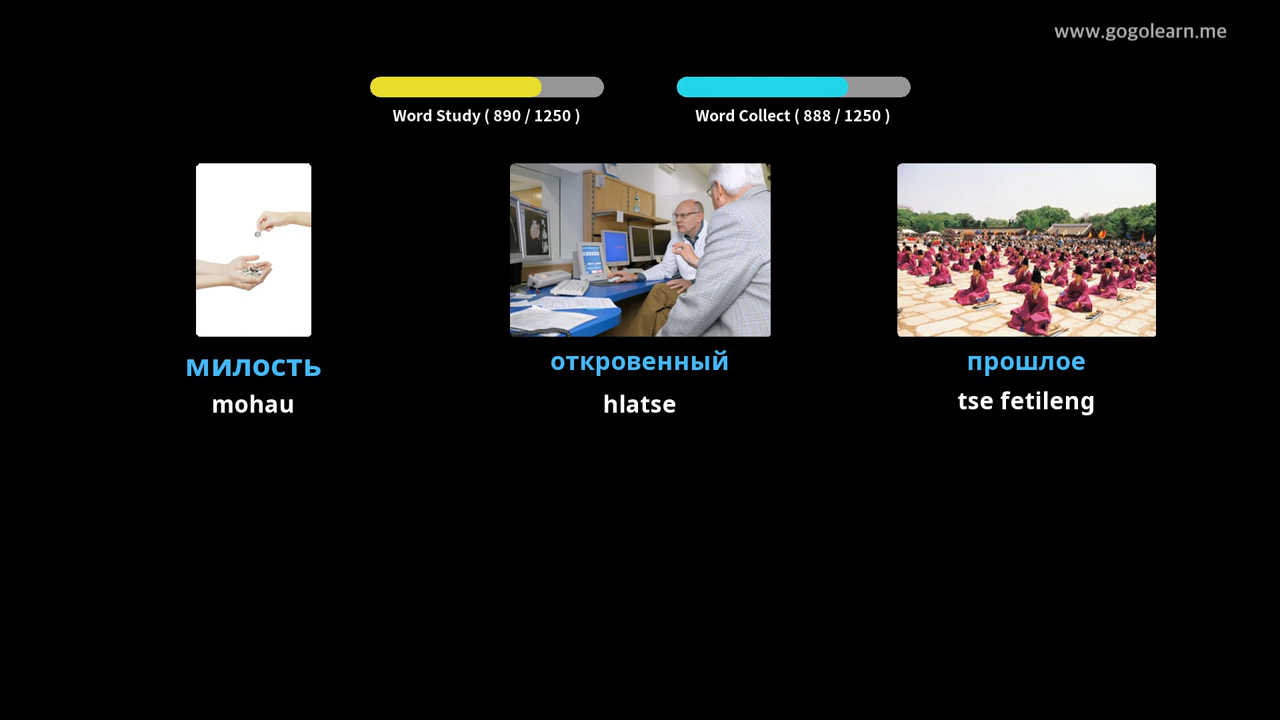 www.gogolearn.me
Word Study ( 890 / 1250 )
Word Collect ( 888 / 1250 )
милость
mohau
откровенный
hlatse
прошлое
tse fetileng